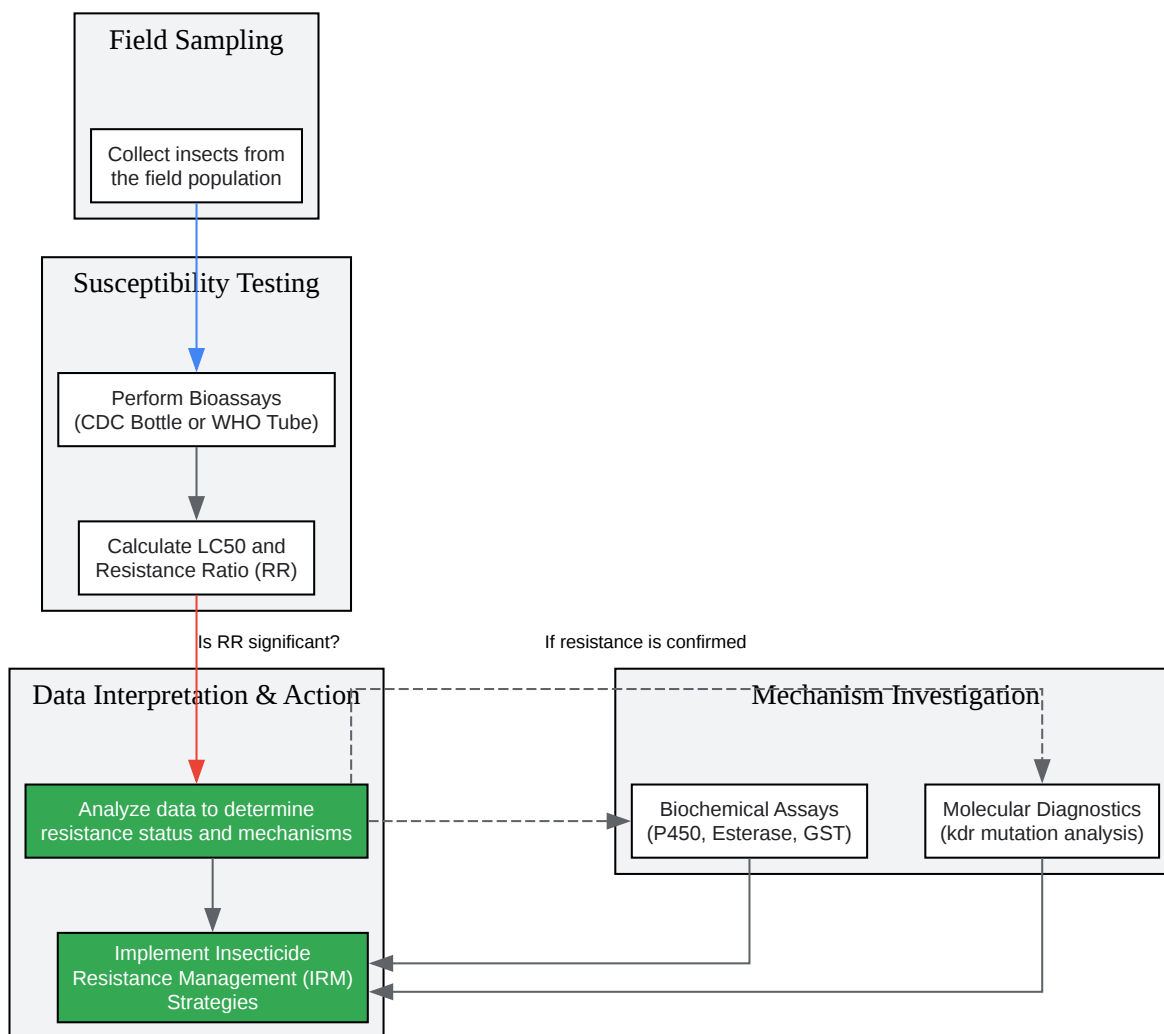 Field Sampling
Collect insects from
the field population
Susceptibility Testing
Perform Bioassays
(CDC Bottle or WHO Tube)
Calculate LC50 and
Resistance Ratio (RR)
Is RR significant?
If resistance is confirmed
Data Interpretation & Action
Mechanism Investigation
Analyze data to determine
resistance status and mechanisms
Biochemical Assays
(P450, Esterase, GST)
Molecular Diagnostics
(kdr mutation analysis)
Implement Insecticide
Resistance Management (IRM)
Strategies